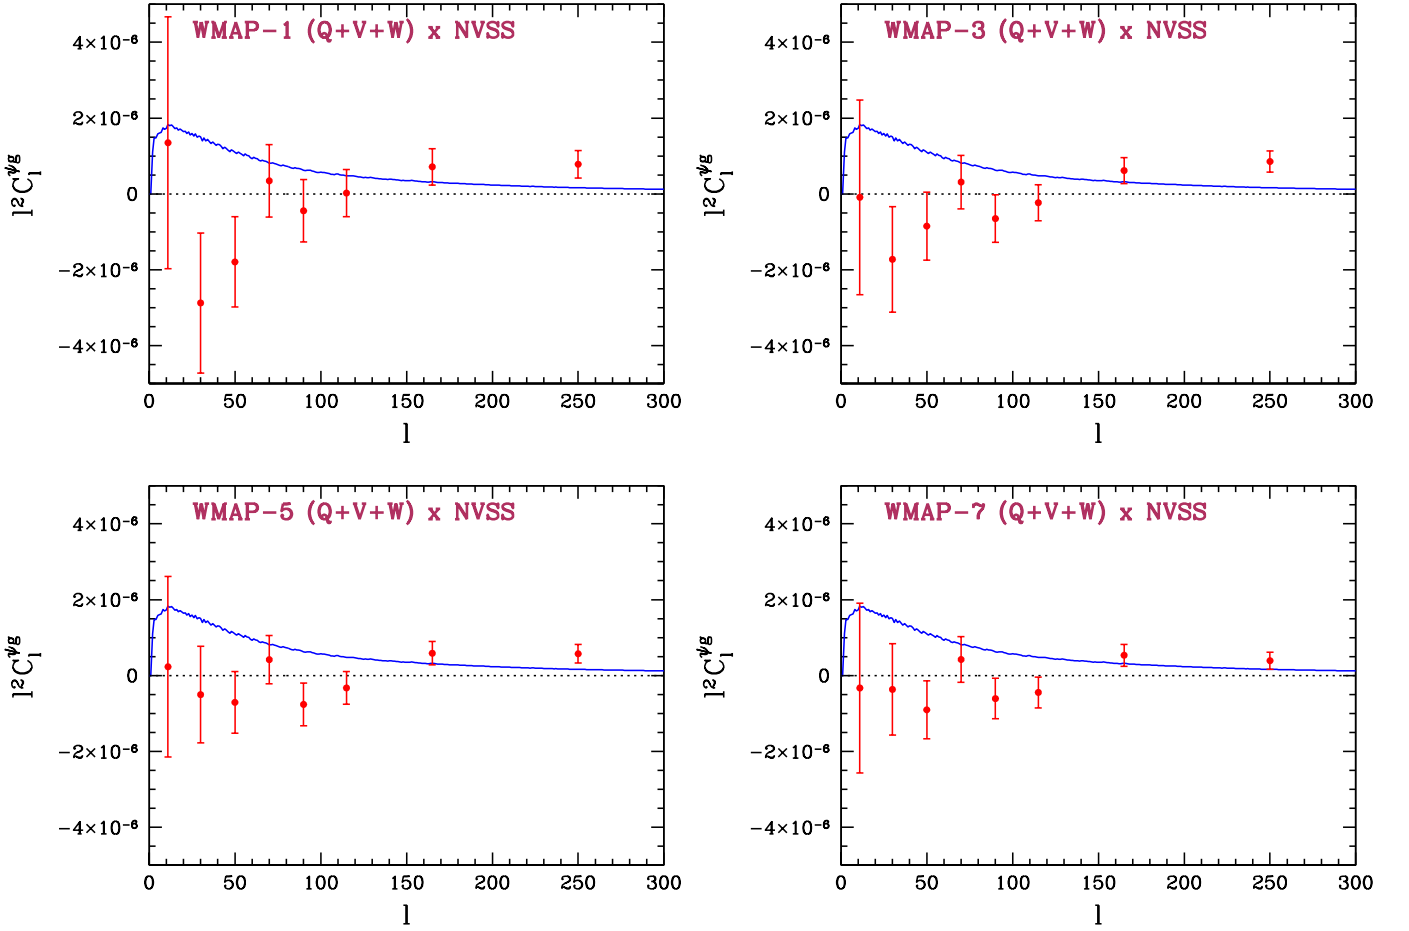 WMAP-1 (Q+V+W) x NVSS
4×10⁻⁶
2×10⁻⁶
0
-2×10⁻⁶
-4×10⁻⁶
l²C_l^ψg
0 50 100 150 200 250 300
l
WMAP-3 (Q+V+W) x NVSS
4×10⁻⁶
2×10⁻⁶
0
-2×10⁻⁶
-4×10⁻⁶
l²C_l^ψg
0 50 100 150 200 250 300
l
WMAP-5 (Q+V+W) x NVSS
4×10⁻⁶
2×10⁻⁶
0
-2×10⁻⁶
-4×10⁻⁶
l²C_l^ψg
0 50 100 150 200 250 300
l
WMAP-7 (Q+V+W) x NVSS
4×10⁻⁶
2×10⁻⁶
0
-2×10⁻⁶
-4×10⁻⁶
l²C_l^ψg
0 50 100 150 200 250 300
l